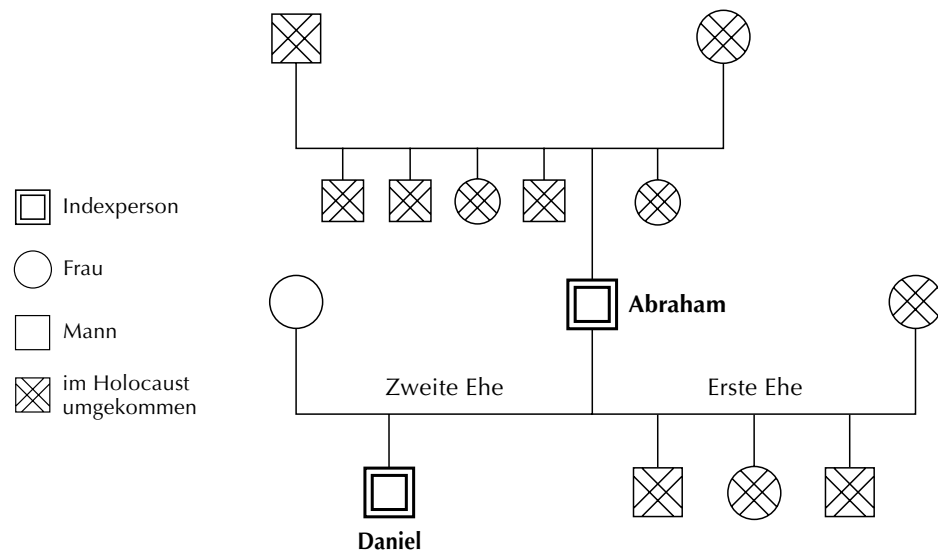 Indexperson
Frau
Mann
im Holocaust
umgekommen
Abraham
Zweite Ehe
Erste Ehe
Daniel